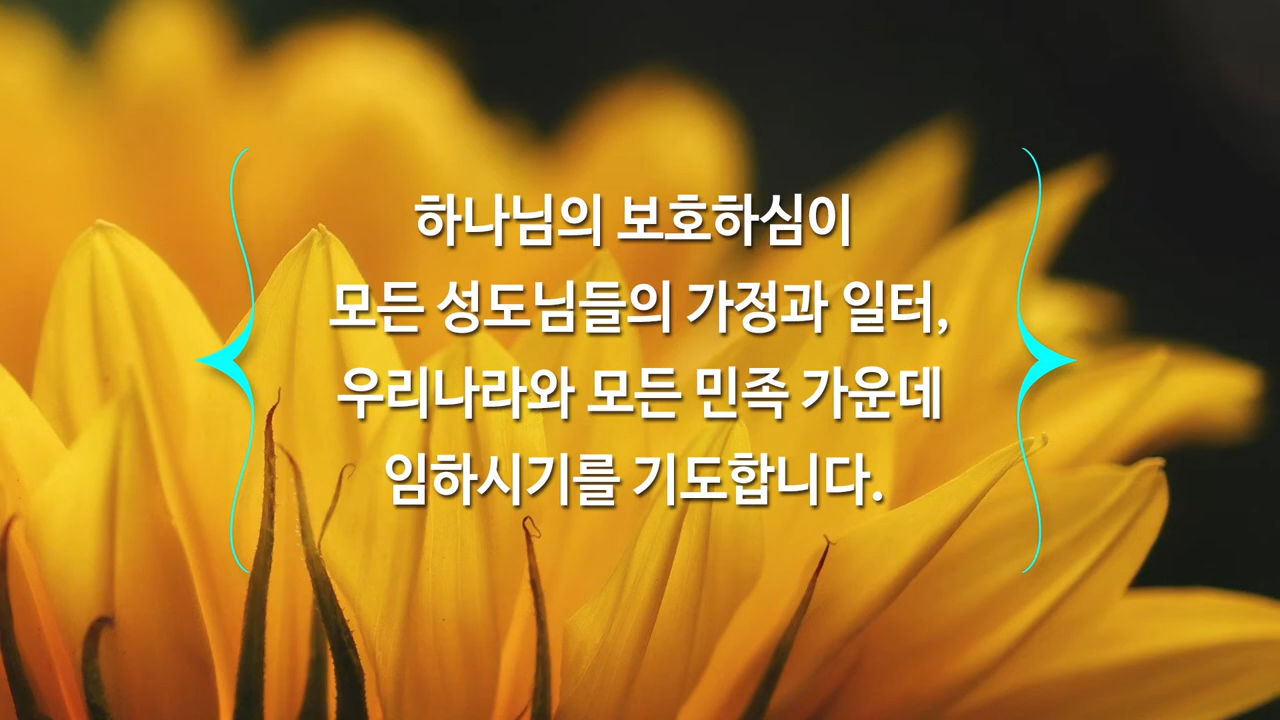 하나님의 보호하심이
모든 성도님들의 가정과 일터,
우리나라와 모든 민족 가운데
임하시기를 기도합니다.